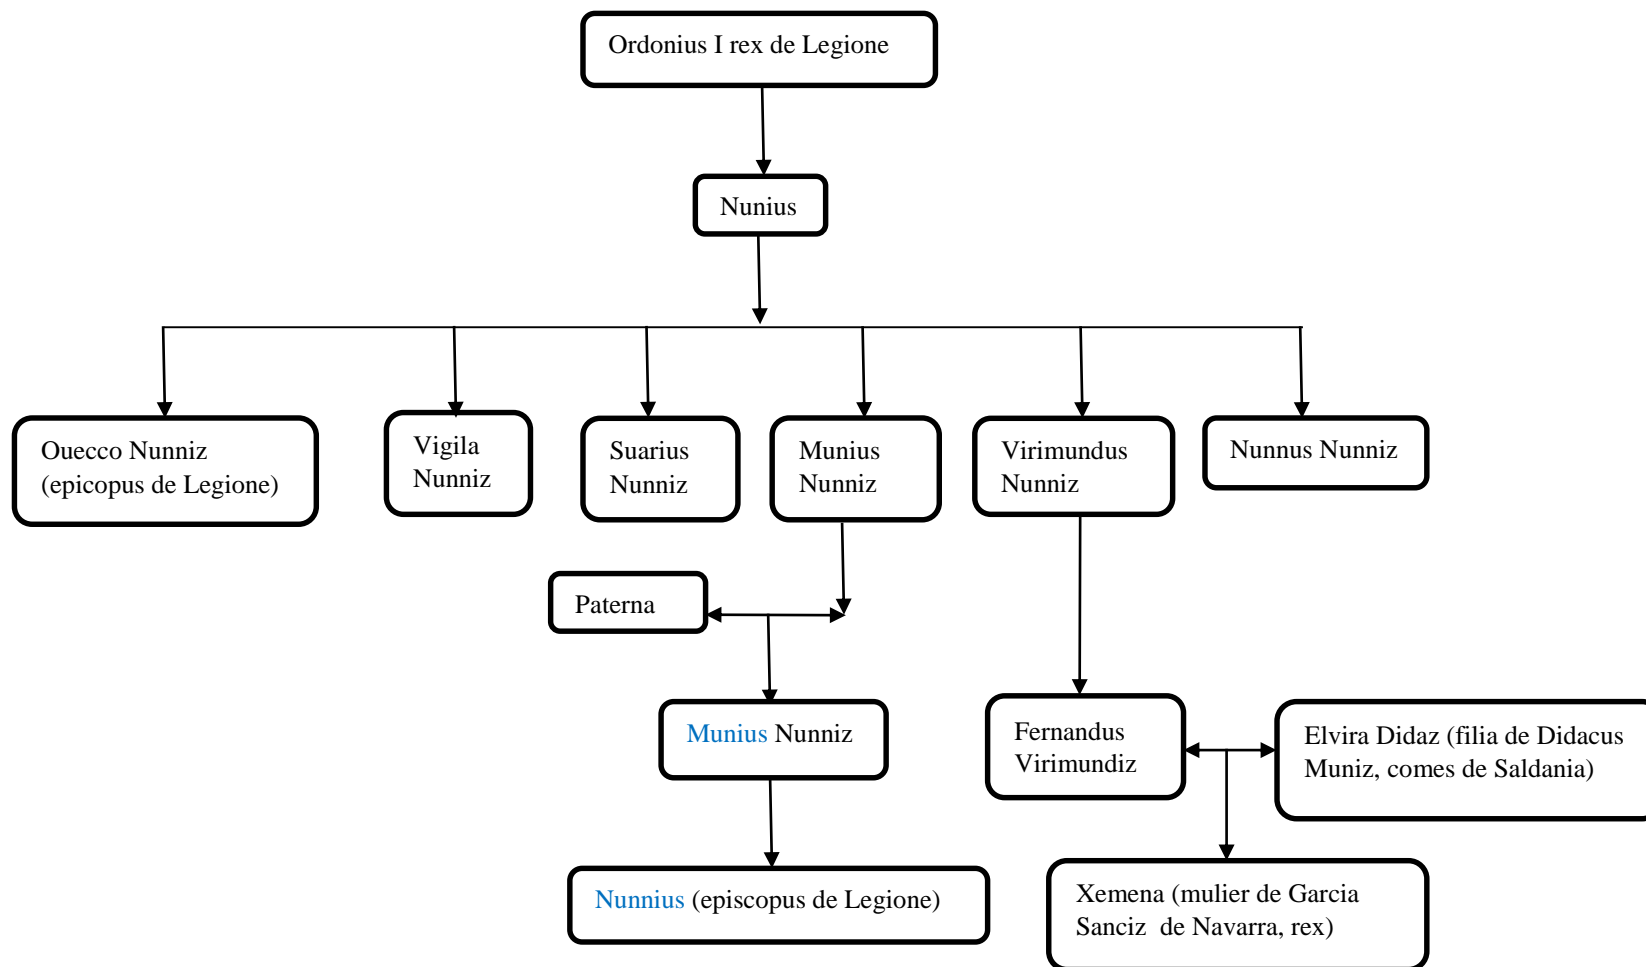 Ordonius I rex de Legione
Nunius
Ouecco Nunniz
(epicopus de Legione)
Vigila
Nunniz
Suarius
Nunniz
Munius
Nunniz
Virimundus
Nunniz
Nunnus Nunniz
Paterna
Munius Nunniz
Fernandus
Virimundiz
Elvira Didaz (filia de Didacus
Muniz, comes de Saldania)
Nunnius (episcopus de Legione)
Xemena (mulier de Garcia
Sanciz de Navarra, rex)